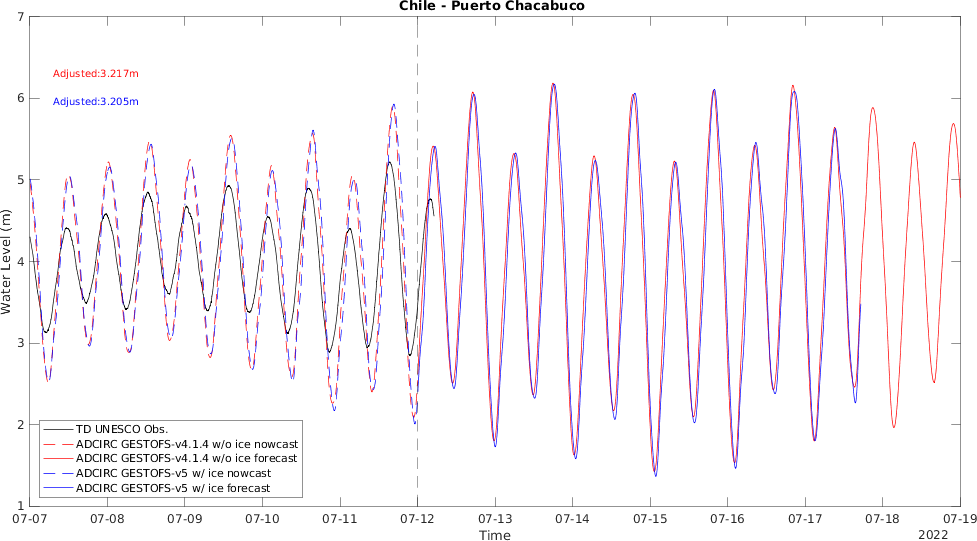 Chile - Puerto Chacabuco
7
6
5
4
3
2
1
Water Level (m)
Adjusted:3.217m
Adjusted:3.205m
TD UNESCO Obs.
ADCIRC GESTOFS-v4.1.4 w/o ice nowcast
ADCIRC GESTOFS-v4.1.4 w/o ice forecast
ADCIRC GESTOFS-v5 w/ ice nowcast
ADCIRC GESTOFS-v5 w/ ice forecast
07-07 07-08 07-09 07-10 07-11 07-12 07-13 07-14 07-15 07-16 07-17 07-18 07-19
Time
2022